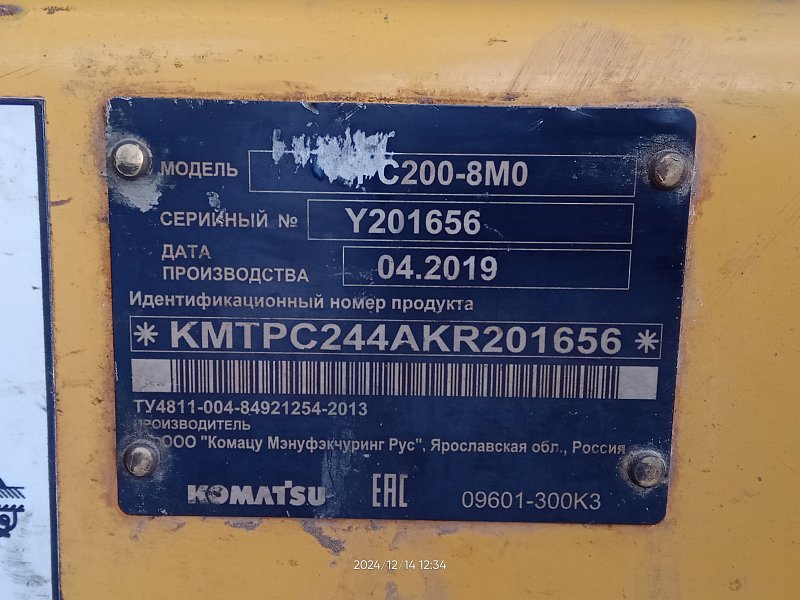 МОДЕЛЬ C200-8M0
СЕРИЙНЫЙ № Y201656
ДАТА
ПРОИЗВОДСТВА 04.2019
Идентификационный номер продукта
* KMTPC244AKR201656 *
ТУ4811-004-84921254-2013
ПРОИЗВОДИТЕЛЬ
ООО "Комацу Мэнуфэкчуринг Рус", Ярославская обл., Россия
KOMATSU EAC 09601-300K3
2024/12/14 12:34